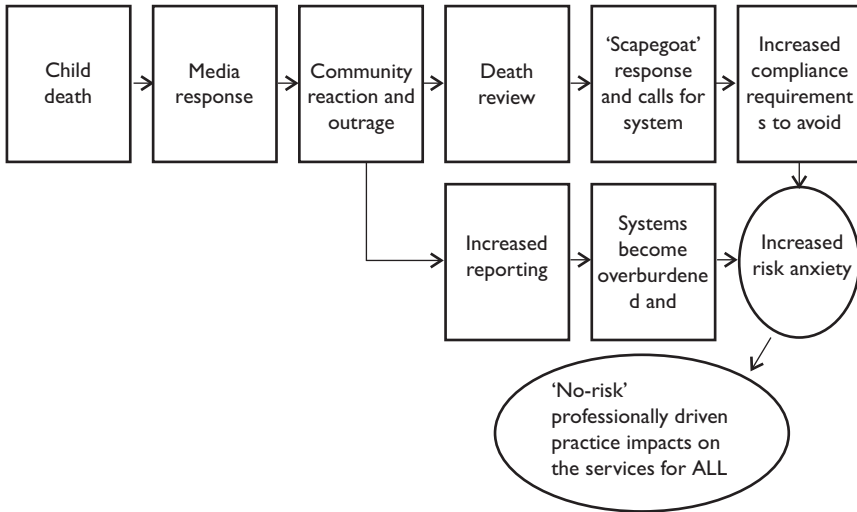 Child
death
Media
response
Community
reaction and
outrage
Death
review
‘Scapegoat’
response
and calls for
system
Increased
compliance
requirement
s to avoid
Increased
reporting
Systems
become
overburdene
d and
Increased
risk anxiety
‘No-risk’
professionally driven
practice impacts on
the services for ALL